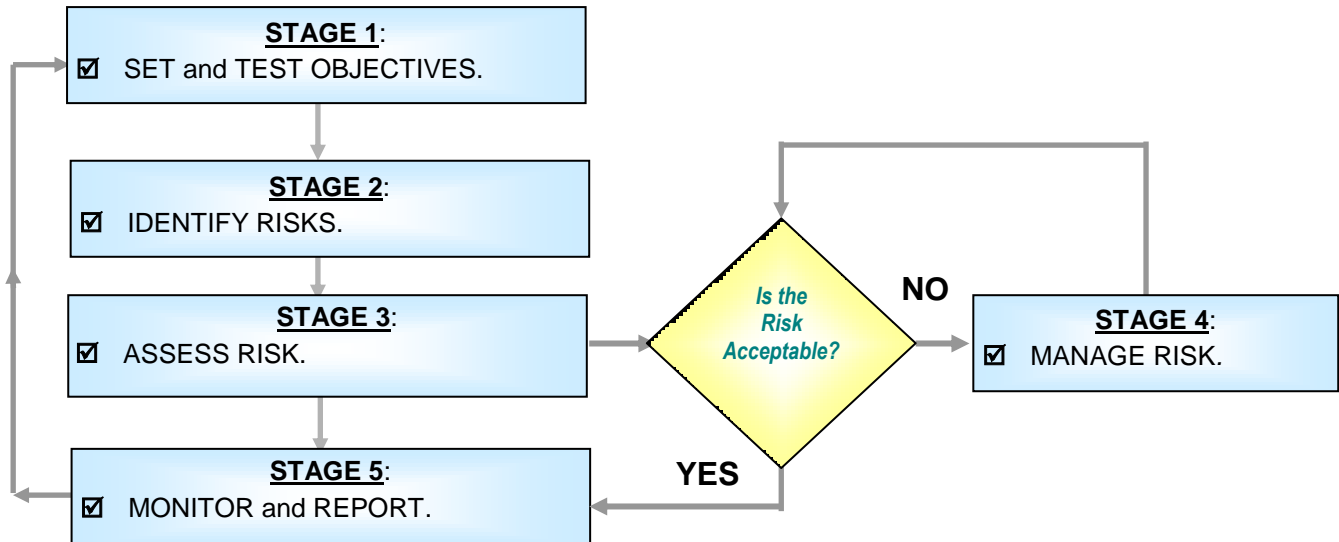 STAGE 1:
☑ SET and TEST OBJECTIVES.
STAGE 2:
☑ IDENTIFY RISKS.
STAGE 3:
☑ ASSESS RISK.
Is the
Risk
Acceptable?
NO
STAGE 4:
☑ MANAGE RISK.
YES
STAGE 5:
☑ MONITOR and REPORT.